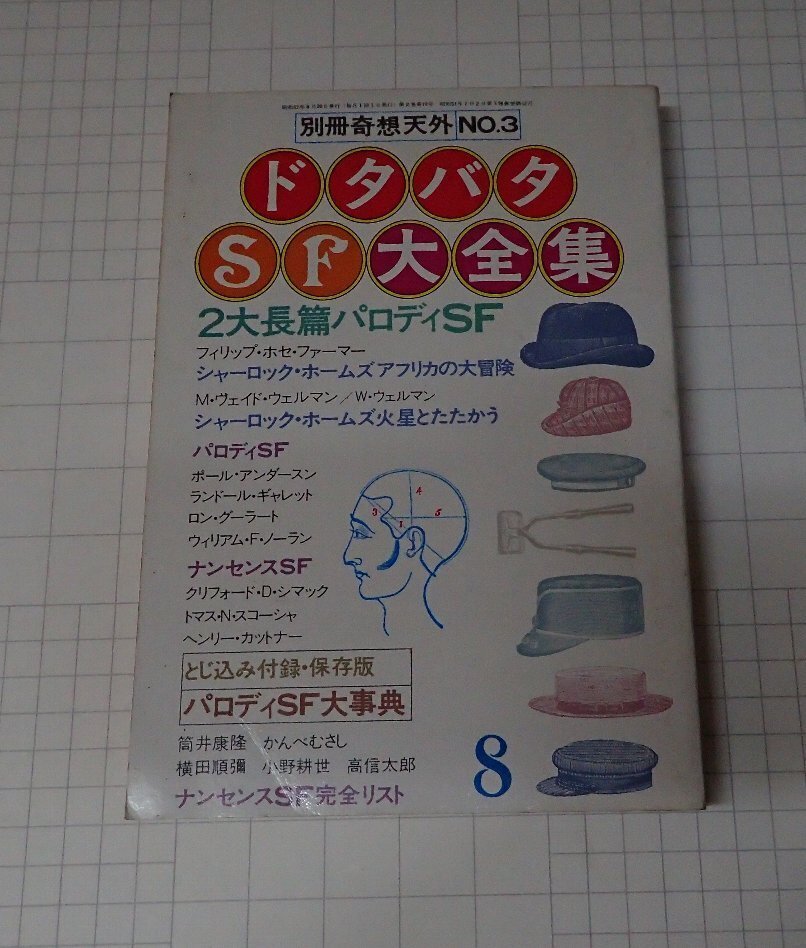 別冊奇想天外 NO.3
ドタバタ
SF大全集
2大長篇パロディSF
フィリップ・ホセ・ファーマー
シャーロック・ホームズアフリカの大冒険
M・ウェイド・ウェルマン／W・ウェルマン
シャーロック・ホームズ火星とたたかう
パロディSF
ポール・アンダースン
ランドール・ギャレット
ロン・グーラート
ウィリアム・F・ノーラン
4
3
1
5
ナンセンスSF
クリフォード・D・シマック
トマス・N・スコーシャ
ヘンリー・カットナー
とじ込み付録・保存版
パロディSF大事典
筒井康隆 かんべむさし
横田順彌 小野耕世 高信太郎
ナンセンスSF完全リスト
8